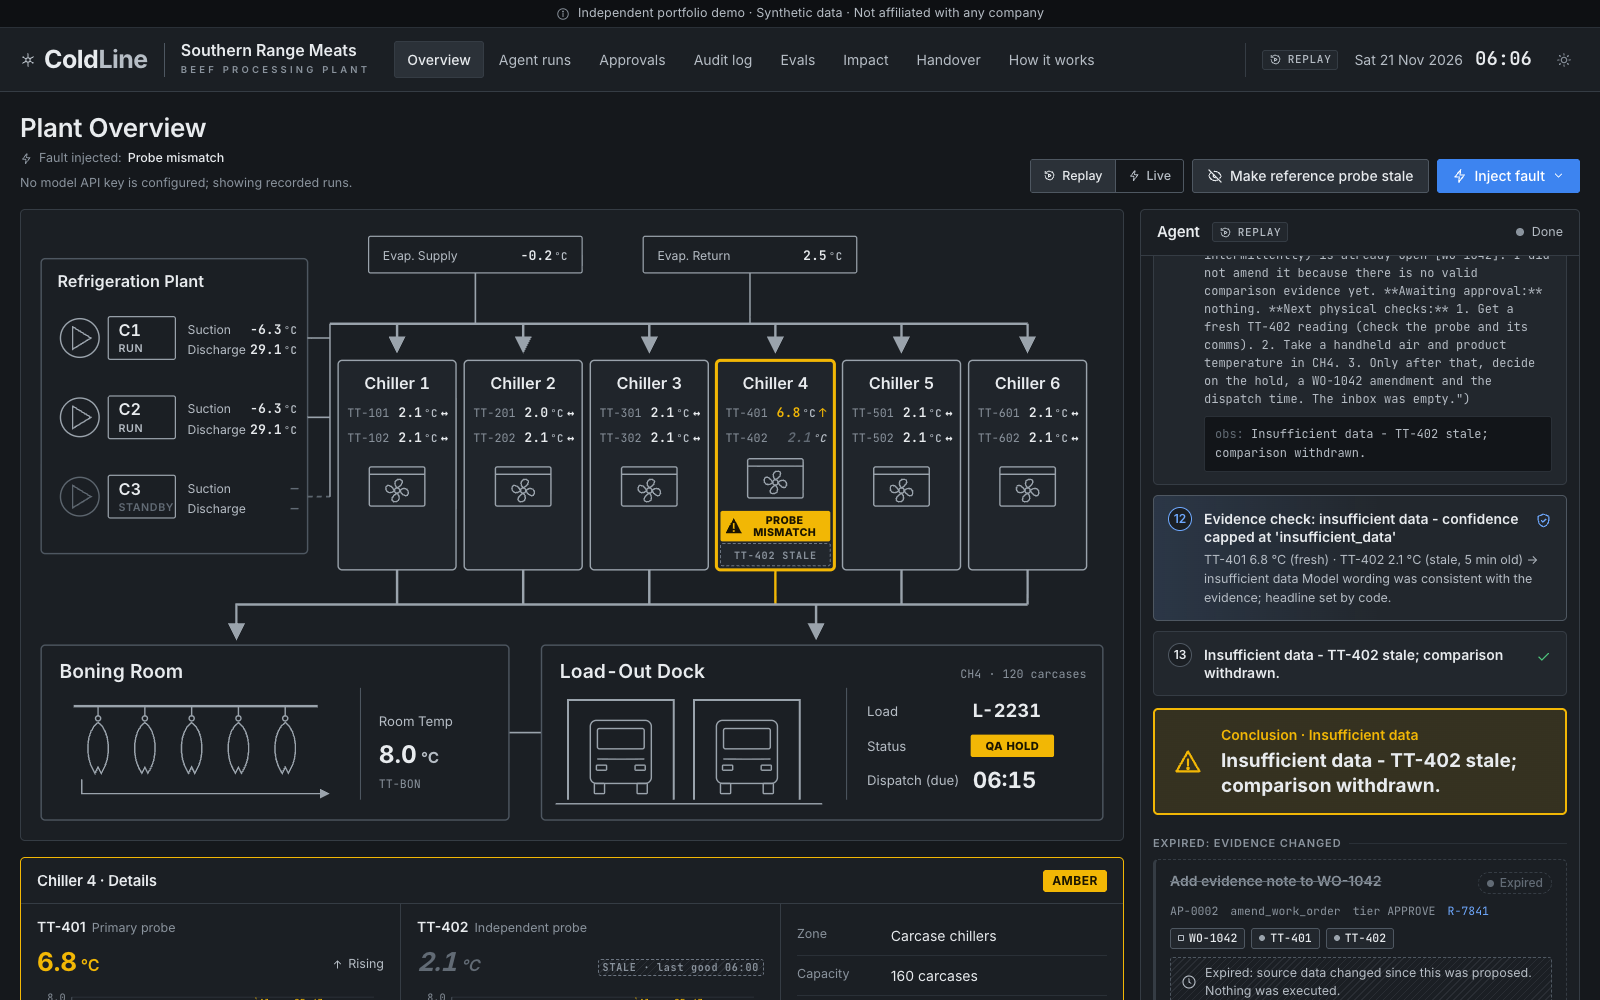 Independent portfolio demo · Synthetic data · Not affiliated with any company
ColdLine
Southern Range Meats
BEEF PROCESSING PLANT
Overview
Agent runs
Approvals
Audit log
Evals
Impact
Handover
How it works
REPLAY
Sat 21 Nov 2026
06:06
Plant Overview
Fault injected: Probe mismatch
No model API key is configured; showing recorded runs.
Replay
Live
Make reference probe stale
Inject fault
Evap. Supply -0.2 °C
Evap. Return 2.5 °C
Refrigeration Plant
C1
RUN
Suction -6.3 °C
Discharge 29.1 °C
C2
RUN
Suction -6.3 °C
Discharge 29.1 °C
C3
STANDBY
Suction –
Discharge –
Chiller 1
TT-101 2.1 °C ↔
TT-102 2.1 °C ↔
Chiller 2
TT-201 2.0 °C ↔
TT-202 2.1 °C ↔
Chiller 3
TT-301 2.1 °C ↔
TT-302 2.1 °C ↔
Chiller 4
TT-401 6.8 °C ↑
TT-402 2.1 °C
PROBE
MISMATCH
TT-402 STALE
Chiller 5
TT-501 2.1 °C ↔
TT-502 2.1 °C ↔
Chiller 6
TT-601 2.1 °C ↔
TT-602 2.1 °C ↔
Boning Room
Room Temp
8.0 °C
TT-BON
Load-Out Dock
CH4 · 120 carcases
Load L-2231
Status QA HOLD
Dispatch (due) 06:15
Chiller 4 · Details
AMBER
TT-401 Primary probe
6.8 °C
↑ Rising
8.0
TT-402 Independent probe
2.1 °C
STALE · last good 06:00
8.0
Zone Carcase chillers
Capacity 160 carcases
Agent
REPLAY
Done
intermittently) is already open [WO-1042]. I did
not amend it because there is no valid
comparison evidence yet. **Awaiting approval:**
nothing. **Next physical checks:** 1. Get a
fresh TT-402 reading (check the probe and its
comms). 2. Take a handheld air and product
temperature in CH4. 3. Only after that, decide
on the hold, a WO-1042 amendment and the
dispatch time. The inbox was empty.")
obs: Insufficient data - TT-402 stale;
comparison withdrawn.
12
Evidence check: insufficient data - confidence
capped at 'insufficient_data'
TT-401 6.8 °C (fresh) · TT-402 2.1 °C (stale, 5 min old) →
insufficient data Model wording was consistent with the
evidence; headline set by code.
13
Insufficient data - TT-402 stale; comparison
withdrawn.
Conclusion · Insufficient data
Insufficient data - TT-402 stale;
comparison withdrawn.
EXPIRED: EVIDENCE CHANGED
Add evidence note to WO-1042
Expired
AP-0002 amend_work_order tier APPROVE R-7841
WO-1042
TT-401
TT-402
Expired: source data changed since this was proposed.
Nothing was executed.